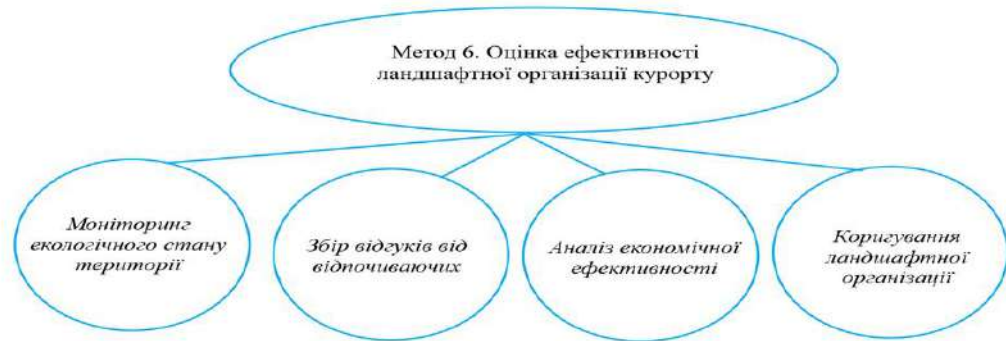 Метод 6. Оцінка ефективності
ландшафтної організації курорту
Моніторинг
екологічного стану
території
Збір відгуків від
відпочиваючих
Аналіз економічної
ефективності
Коригування
ландшафтної
організації